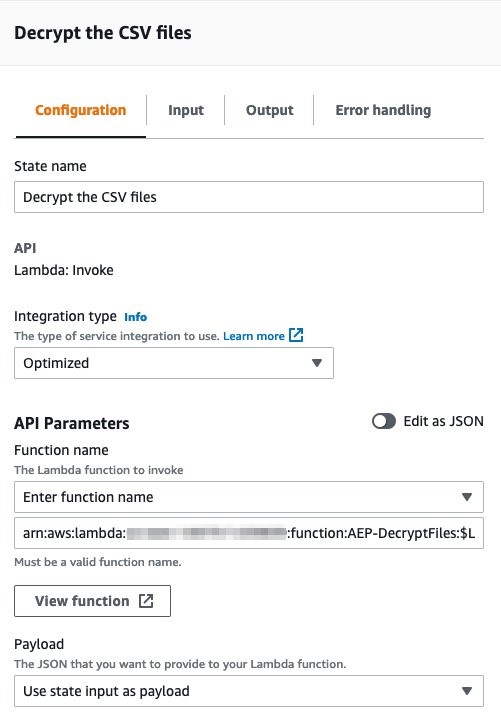 Decrypt the CSV files
Configuration
Input
Output
Error handling
State name
Decrypt the CSV files
API
Lambda: Invoke
Integration type Info
The type of service integration to use. Learn more
Optimized
API Parameters
Edit as JSON
Function name
The Lambda function to invoke
Enter function name
arn:aws:lambda: :function:AEP-DecryptFiles:$L
Must be a valid function name.
View function
Payload
The JSON that you want to provide to your Lambda function.
Use state input as payload